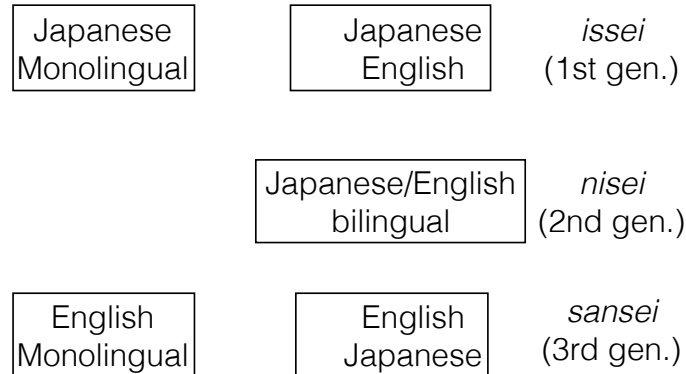 Japanese
Monolingual
Japanese
English
issei
(1st gen.)
Japanese/English
bilingual
nisei
(2nd gen.)
English
Monolingual
English
Japanese
sansei
(3rd gen.)